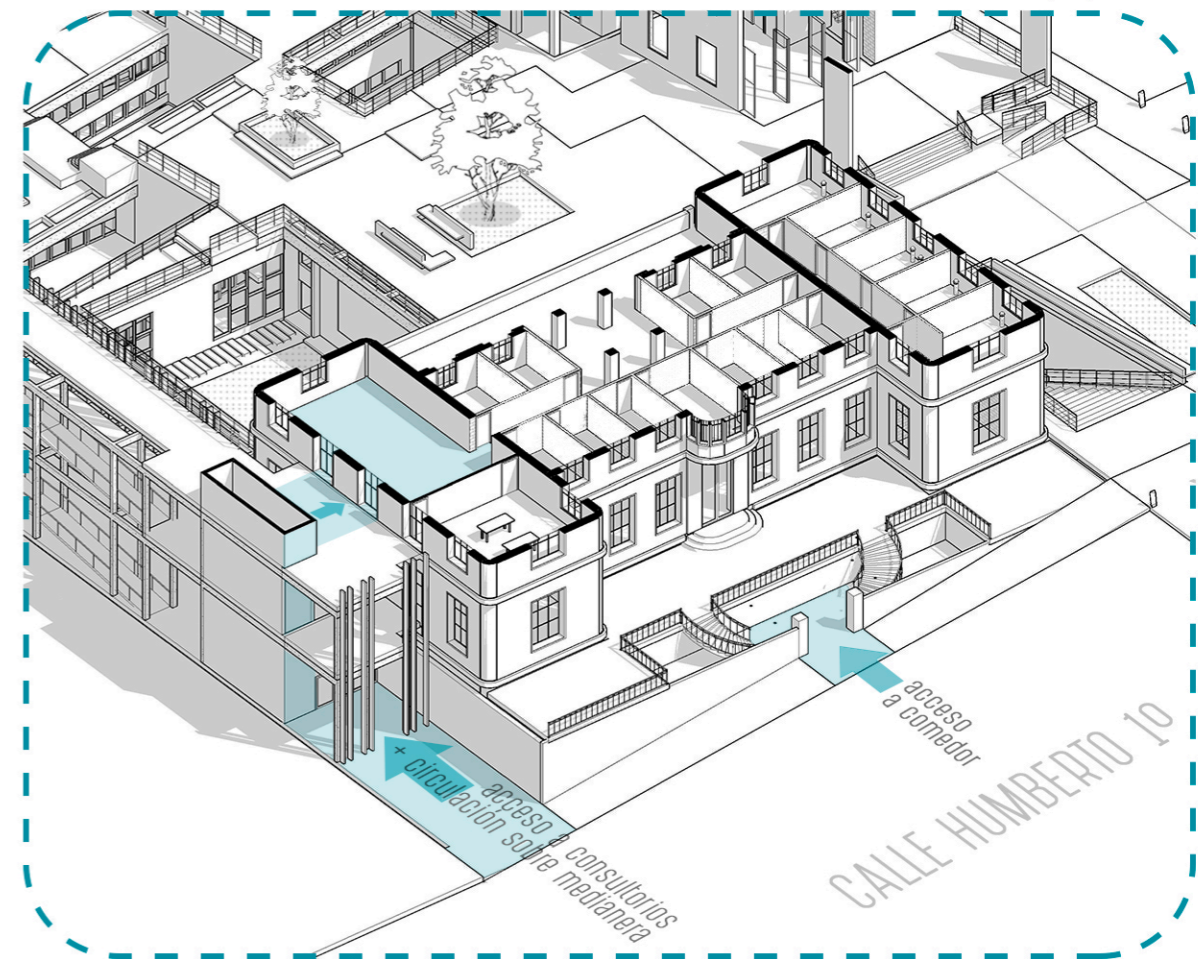 acceso
a comedor
CALLE HUMBERTO 1º
acceso a consultorios
+ circulación sobre medianera